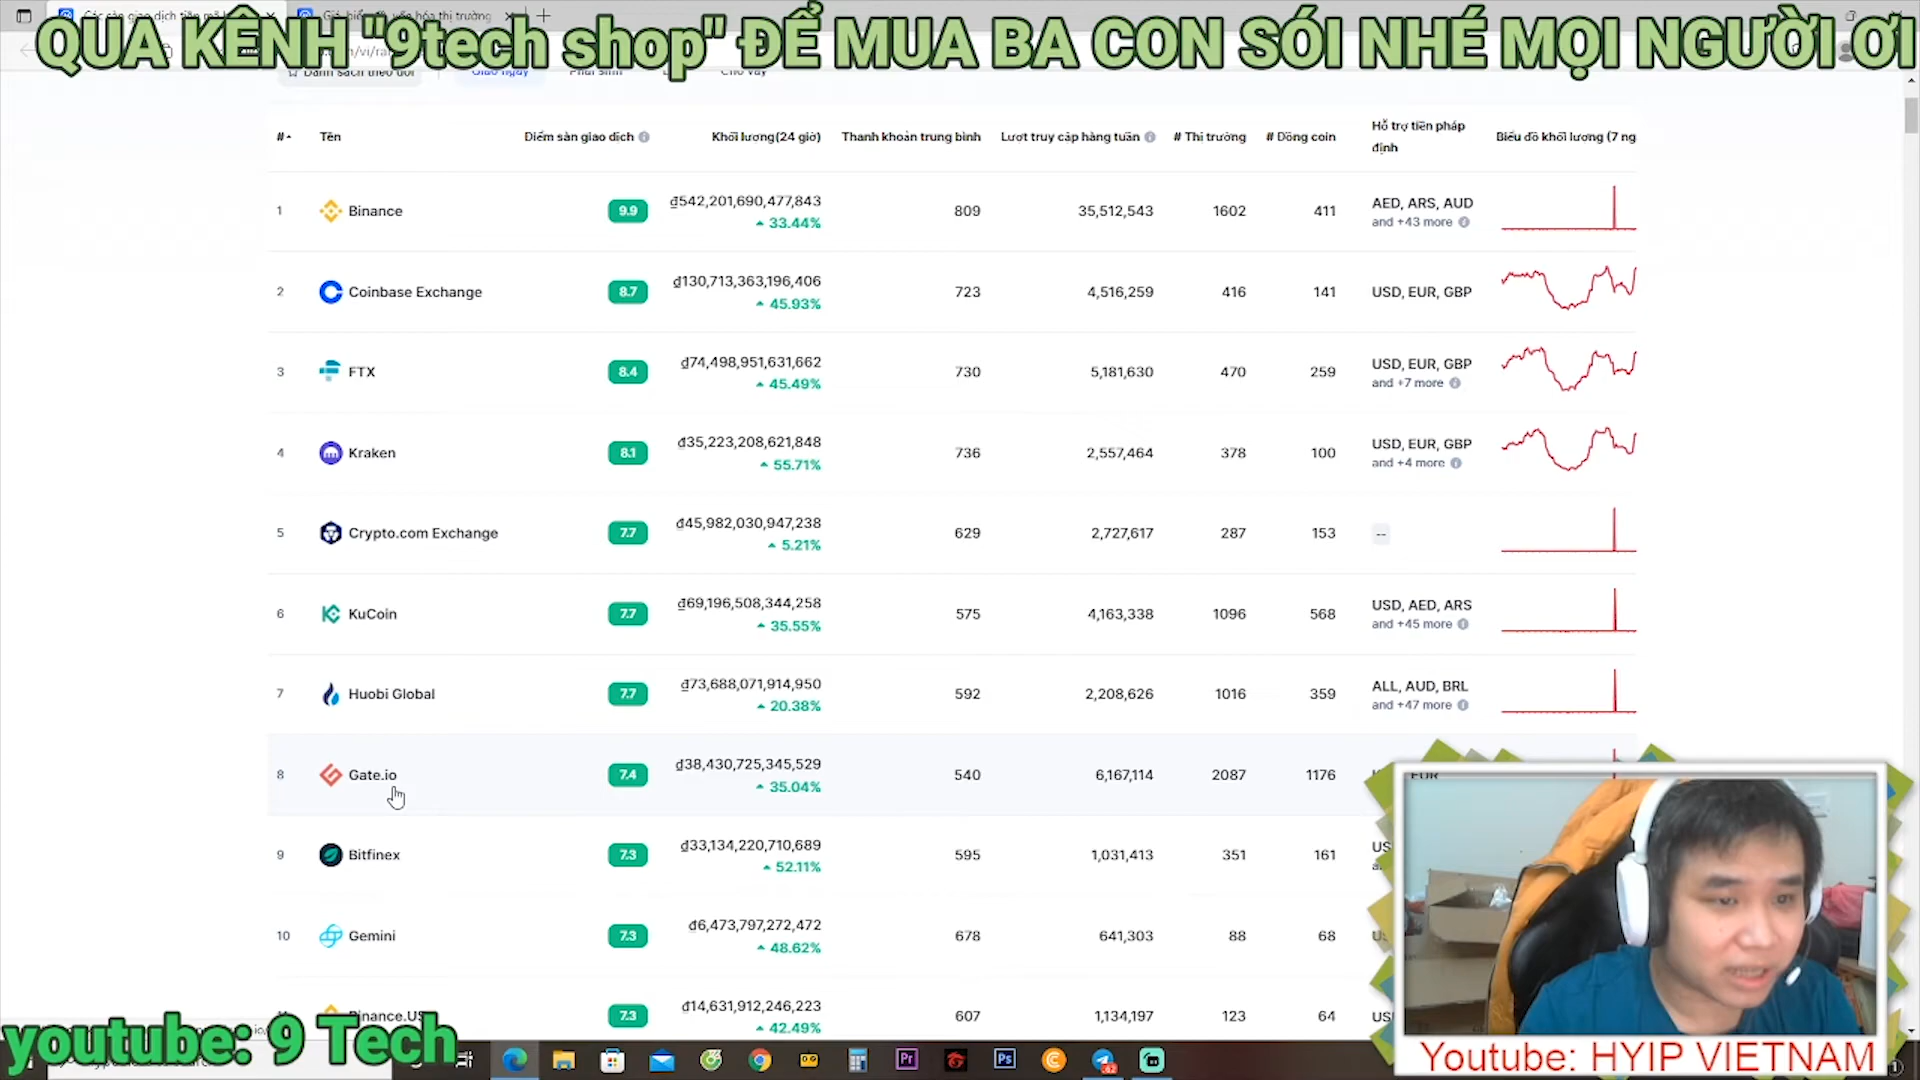 QUA KÊNH "9tech shop" ĐỂ MUA BA CON SÓI NHÉ MỌI NGƯỜI ƠI
Danh sách theo dõi Giao ngay Phái sinh Cho vay
# Tên Điểm sàn giao dịch Khối lượng(24 giờ) Thanh khoản trung bình Lượt truy cập hàng tuần # Thị trường # Đồng coin Hỗ trợ tiền pháp định Biểu đồ khối lượng (7 ng
1 Binance 9.9 ₫542,201,690,477,843 809 35,512,543 1602 411 AED, ARS, AUD
33.44% and +43 more
2 Coinbase Exchange 8.7 ₫130,713,363,196,406 723 4,516,259 416 141 USD, EUR, GBP
45.93%
3 FTX 8.4 ₫74,498,951,631,662 730 5,181,630 470 259 USD, EUR, GBP
45.49% and +7 more
4 Kraken 8.1 ₫35,223,208,621,848 736 2,557,464 378 100 USD, EUR, GBP
55.71% and +4 more
5 Crypto.com Exchange 7.7 ₫45,982,030,947,238 629 2,727,617 287 153 --
5.21%
6 KuCoin 7.7 ₫69,196,508,344,258 575 4,163,338 1096 568 USD, AED, ARS
35.55% and +45 more
7 Huobi Global 7.7 ₫73,688,071,914,950 592 2,208,626 1016 359 ALL, AUD, BRL
20.38% and +47 more
8 Gate.io 7.4 ₫38,430,725,345,529 540 6,167,114 2087 1176 EUR
35.04%
9 Bitfinex 7.3 ₫33,134,220,710,689 595 1,031,413 351 161
52.11%
10 Gemini 7.3 ₫6,473,797,272,472 678 641,303 88 68
48.62%
Binance.US 7.3 ₫14,631,912,246,223 607 1,134,197 123 64
42.49%
youtube: 9 Tech
Youtube: HYIP VIETNAM